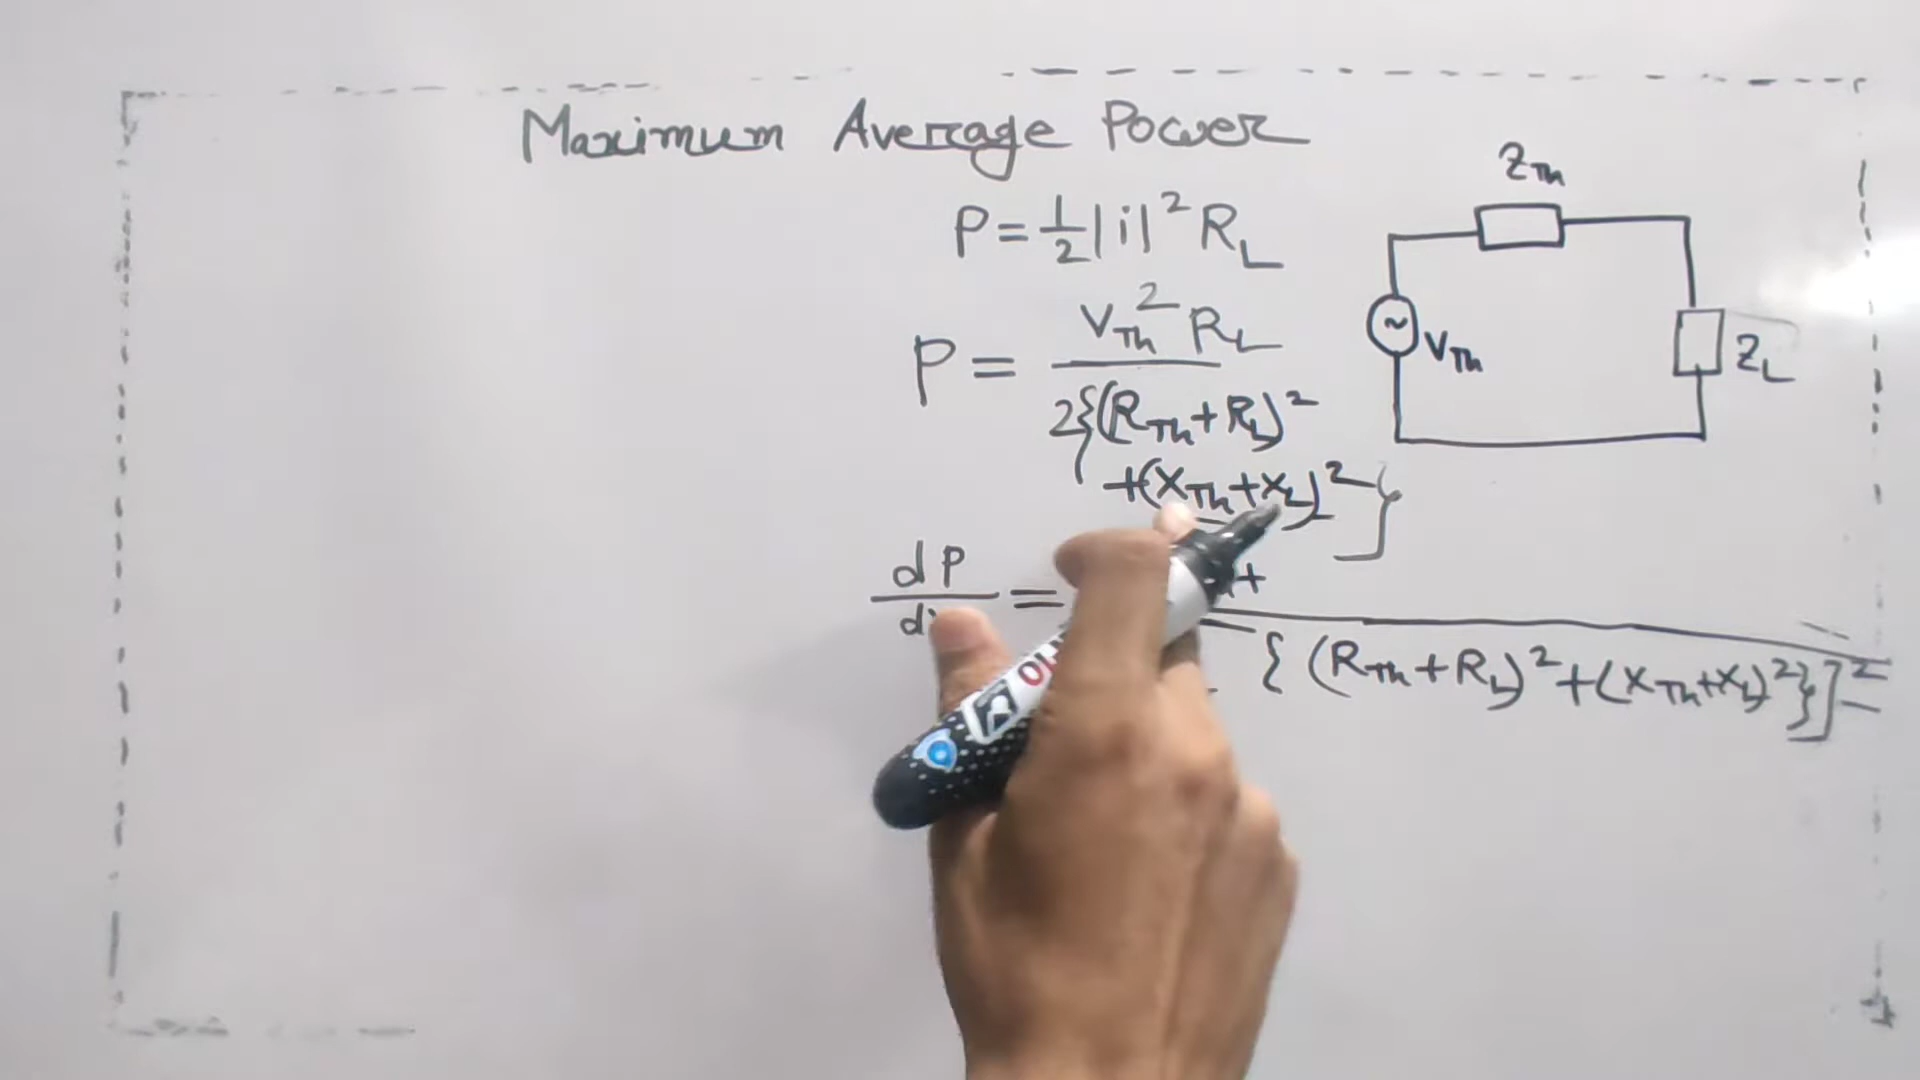 Maximum Average Power
P = 1/2 |i|² R_L
P = V_Th² R_L / 2{(R_Th + R_L)² + (X_Th + X_L)²}
Z_Th
V_Th
Z_L
dP / d =
+
{ (R_Th + R_L)² + (X_Th + X_L)² } ]² =